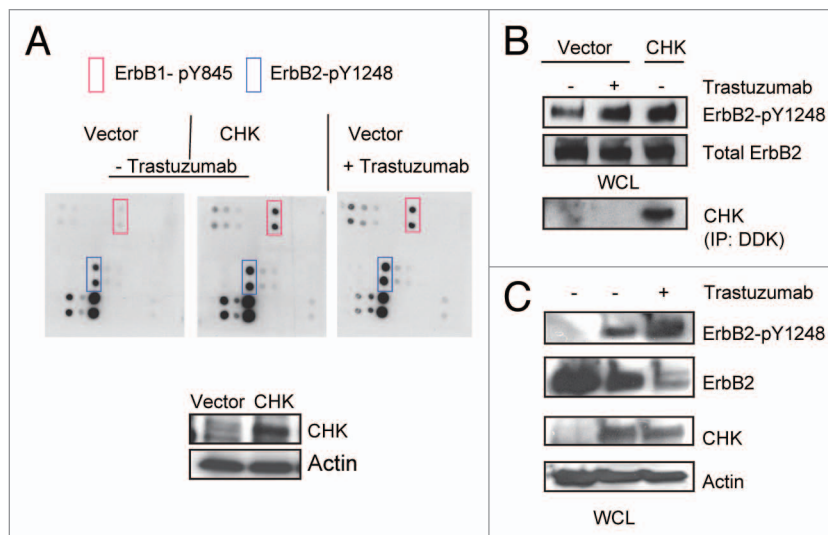 A
ErbB1- pY845 ErbB2-pY1248
Vector CHK Vector
- Trastuzumab + Trastuzumab
Vector CHK
CHK
Actin
B
Vector CHK
- + - Trastuzumab
ErbB2-pY1248
Total ErbB2
WCL
CHK
(IP: DDK)
C
- - + Trastuzumab
ErbB2-pY1248
ErbB2
CHK
Actin
WCL